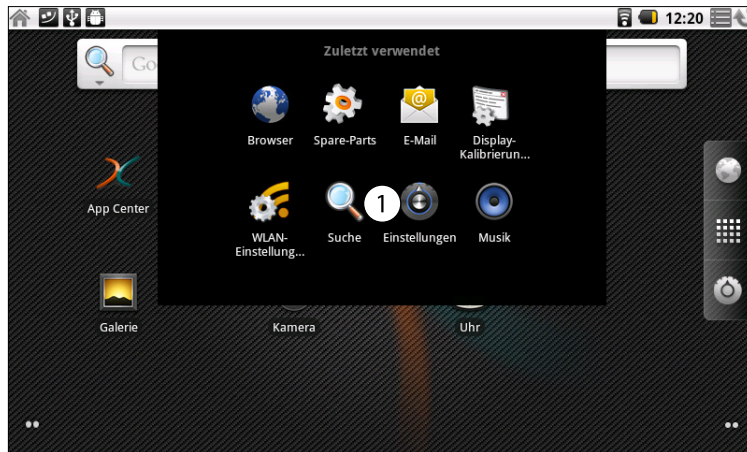 12:20
Go
Zuletzt verwendet
Browser
Spare-Parts
E-Mail
Display-
Kalibrierun...
WLAN-
Einstellung...
Suche
1
Einstellungen
Musik
App Center
Galerie
Kamera
Uhr